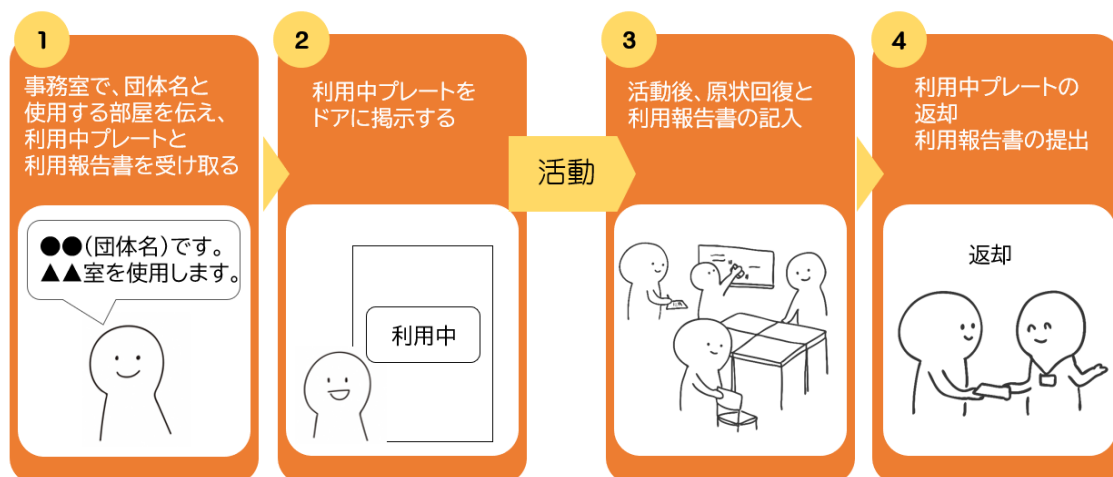 1
事務室で、団体名と
使用する部屋を伝え、
利用中プレートと
利用報告書を受け取る
●●(団体名)です。
▲▲室を使用します。
2
利用中プレートを
ドアに掲示する
利用中
活動
3
活動後、原状回復と
利用報告書の記入
4
利用中プレートの
返却
利用報告書の提出
返却